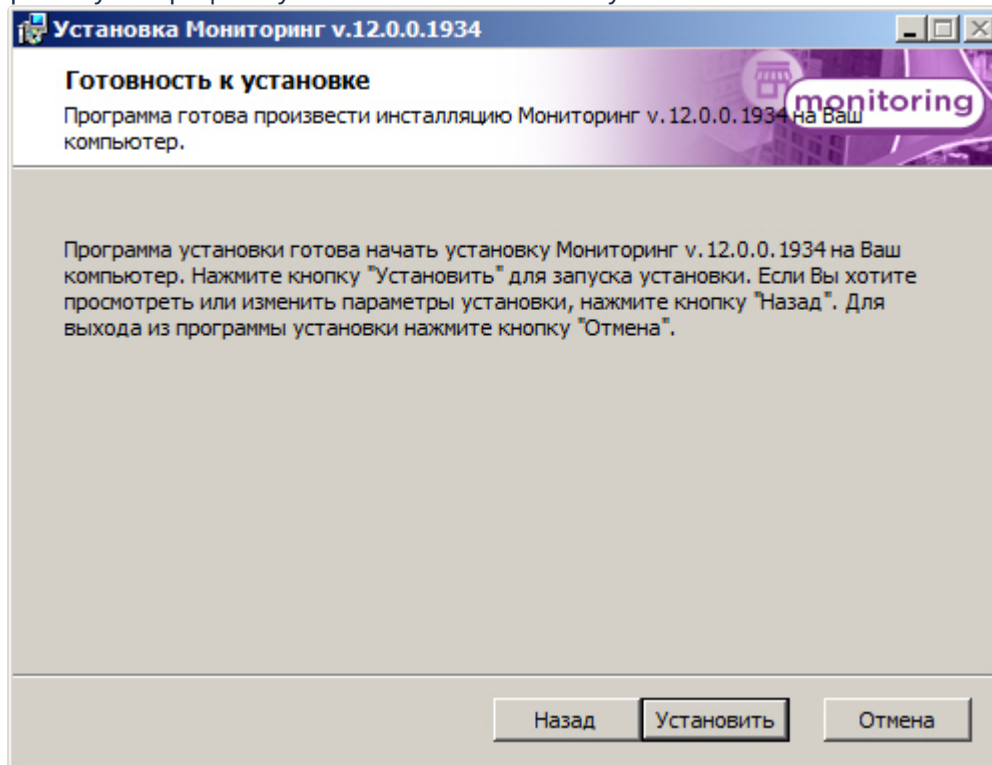 Установка Мониторинг v.12.0.0.1934
Готовность к установке
Программа готова произвести инсталляцию Мониторинг v.12.0.0.1934 на Ваш
компьютер.
monitoring
Программа установки готова начать установку Мониторинг v.12.0.0.1934 на Ваш
компьютер. Нажмите кнопку "Установить" для запуска установки. Если Вы хотите
просмотреть или изменить параметры установки, нажмите кнопку "Назад". Для
выхода из программы установки нажмите кнопку "Отмена".
Назад
Установить
Отмена